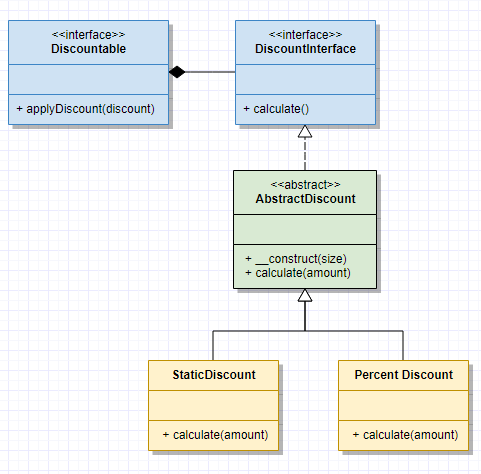 <<interface>>
Discountable
+ applyDiscount(discount)
<<interface>>
DiscountInterface
+ calculate()
<<abstract>>
AbstractDiscount
+ __construct(size)
+ calculate(amount)
StaticDiscount
+ calculate(amount)
Percent Discount
+ calculate(amount)